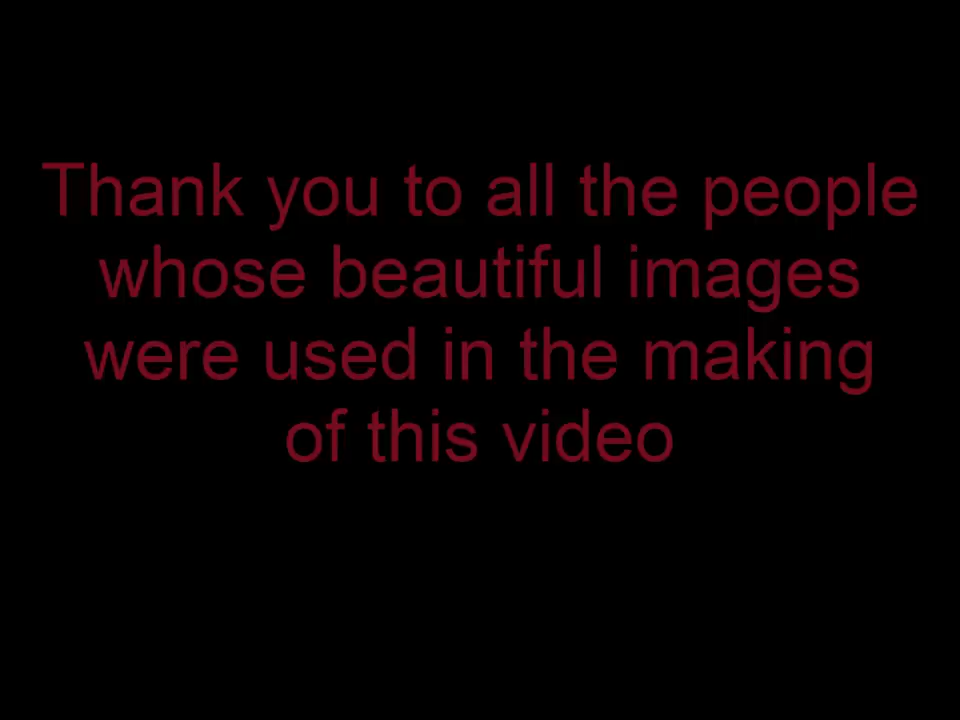 Thank you to all the people
whose beautiful images
were used in the making
of this video